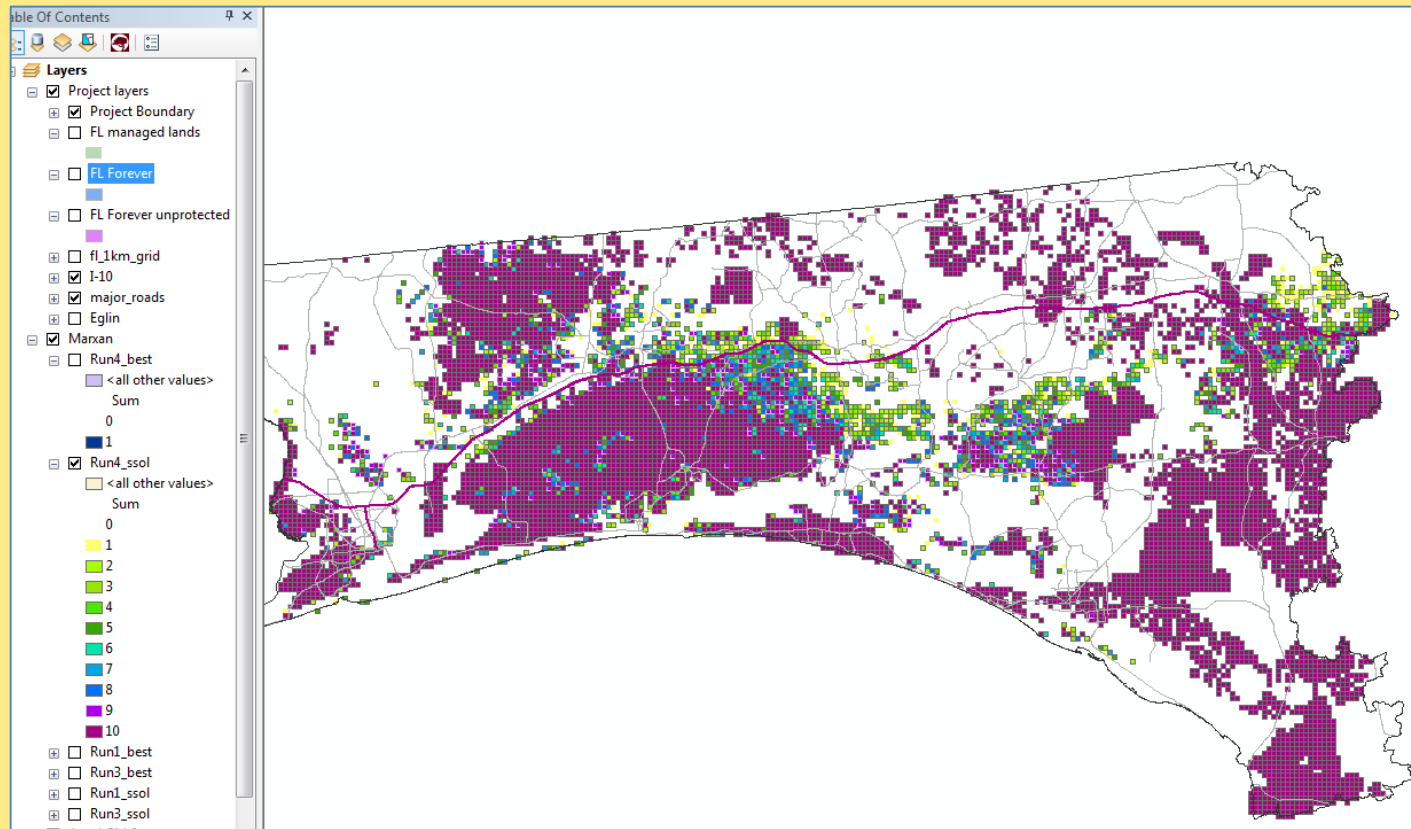 able Of Contents
Layers
Project layers
Project Boundary
FL managed lands
FL Forever
FL Forever unprotected
fl_1km_grid
I-10
major_roads
Eglin
Marxan
Run4_best
<all other values>
Sum
0
1
Run4_ssol
<all other values>
Sum
0
1
2
3
4
5
6
7
8
9
10
Run1_best
Run3_best
Run1_ssol
Run3_ssol